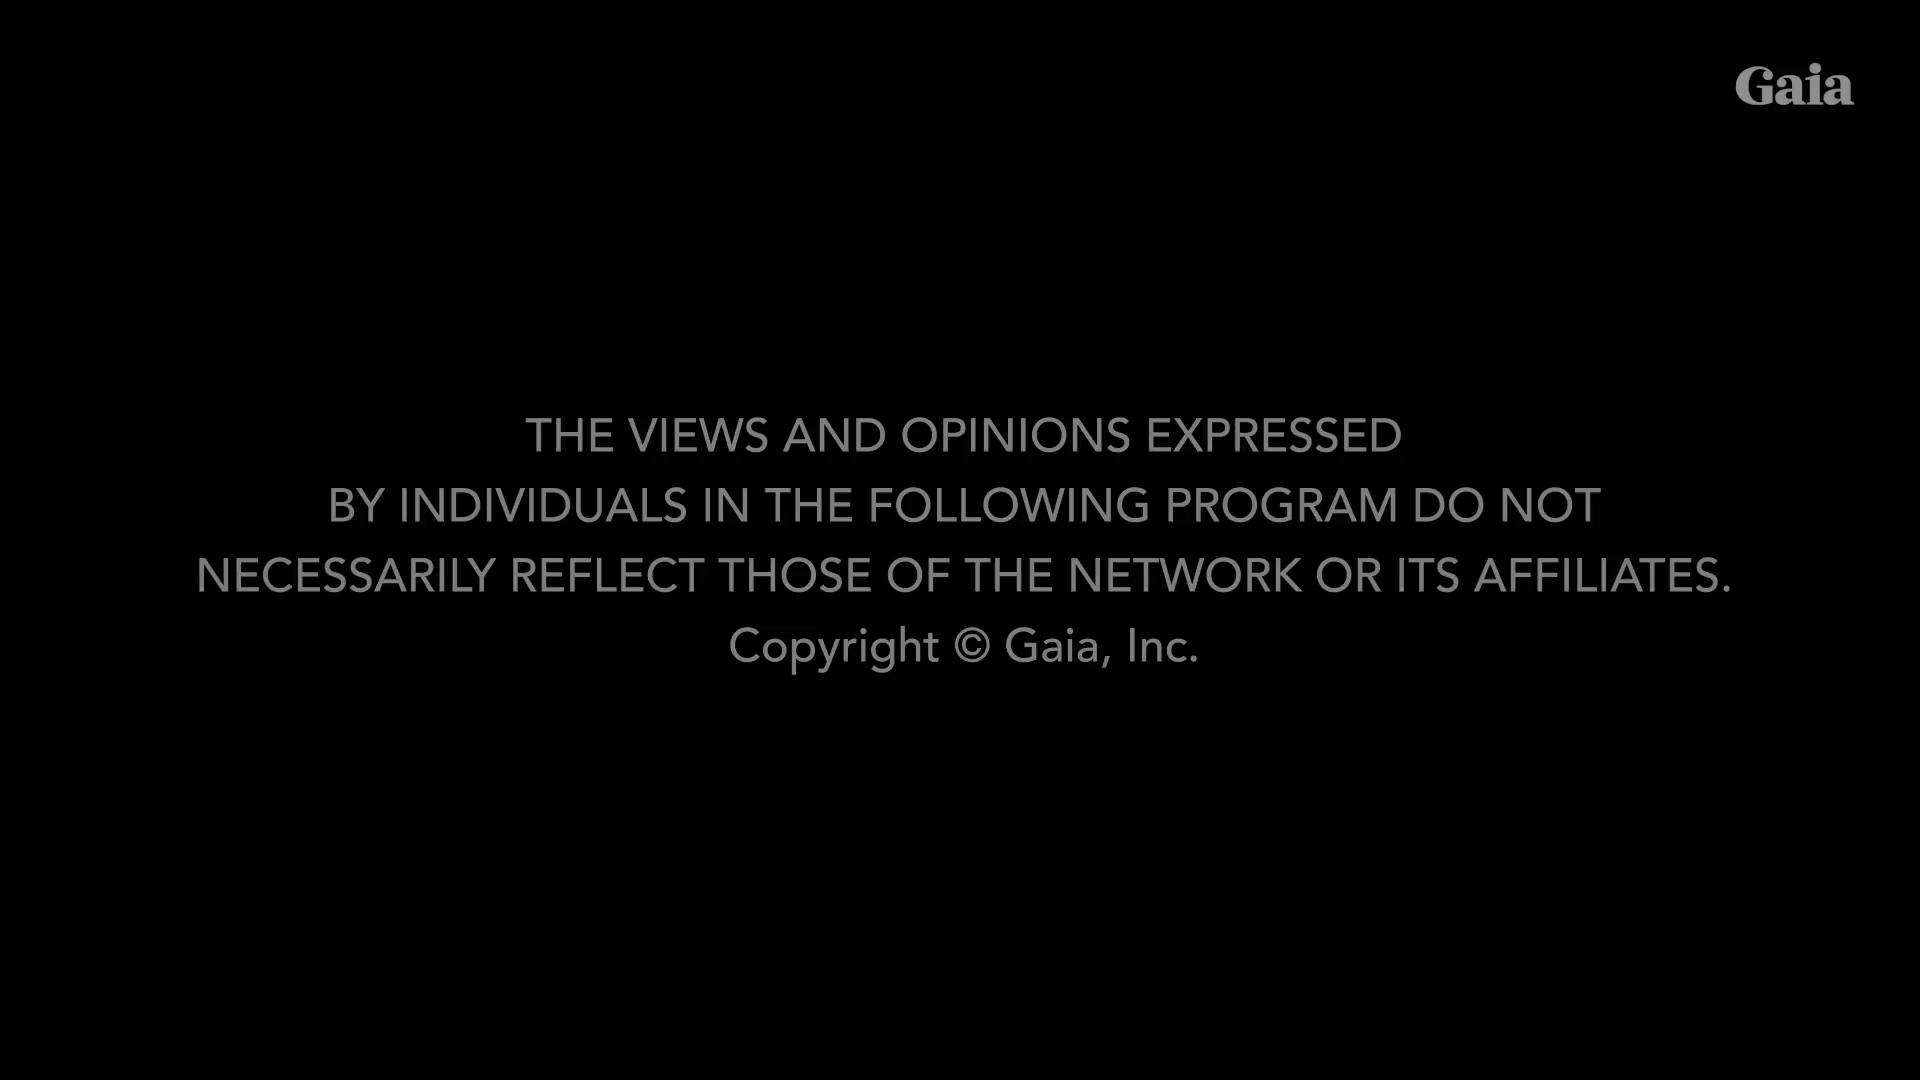 Gaia
THE VIEWS AND OPINIONS EXPRESSED
BY INDIVIDUALS IN THE FOLLOWING PROGRAM DO NOT
NECESSARILY REFLECT THOSE OF THE NETWORK OR ITS AFFILIATES.
Copyright © Gaia, Inc.